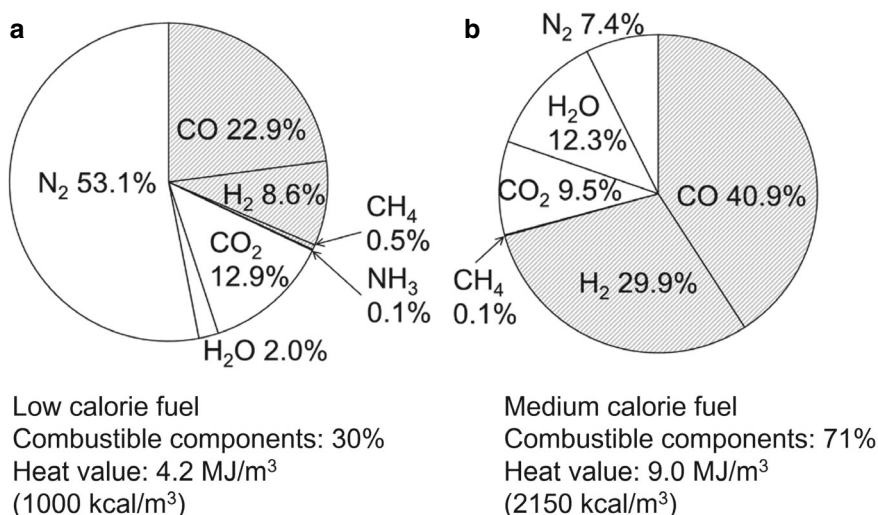 a
CO 22.9%
N₂ 53.1%
H₂ 8.6%
CH₄
0.5%
CO₂
12.9%
NH₃
0.1%
H₂O 2.0%
Low calorie fuel
Combustible components: 30%
Heat value: 4.2 MJ/m³
(1000 kcal/m³)
b
N₂ 7.4%
H₂O
12.3%
CO₂ 9.5%
CO 40.9%
CH₄
0.1%
H₂ 29.9%
Medium calorie fuel
Combustible components: 71%
Heat value: 9.0 MJ/m³
(2150 kcal/m³)